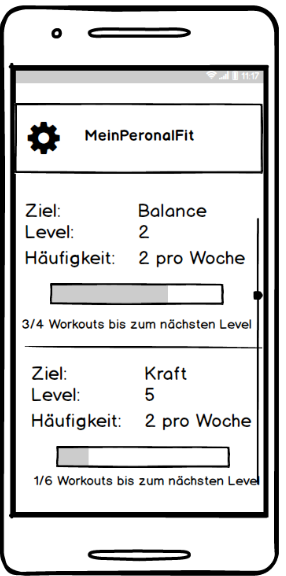 11:17
MeinPeronalFit
Ziel: Balance
Level: 2
Häufigkeit: 2 pro Woche
3/4 Workouts bis zum nächsten Level
Ziel: Kraft
Level: 5
Häufigkeit: 2 pro Woche
1/6 Workouts bis zum nächsten Level